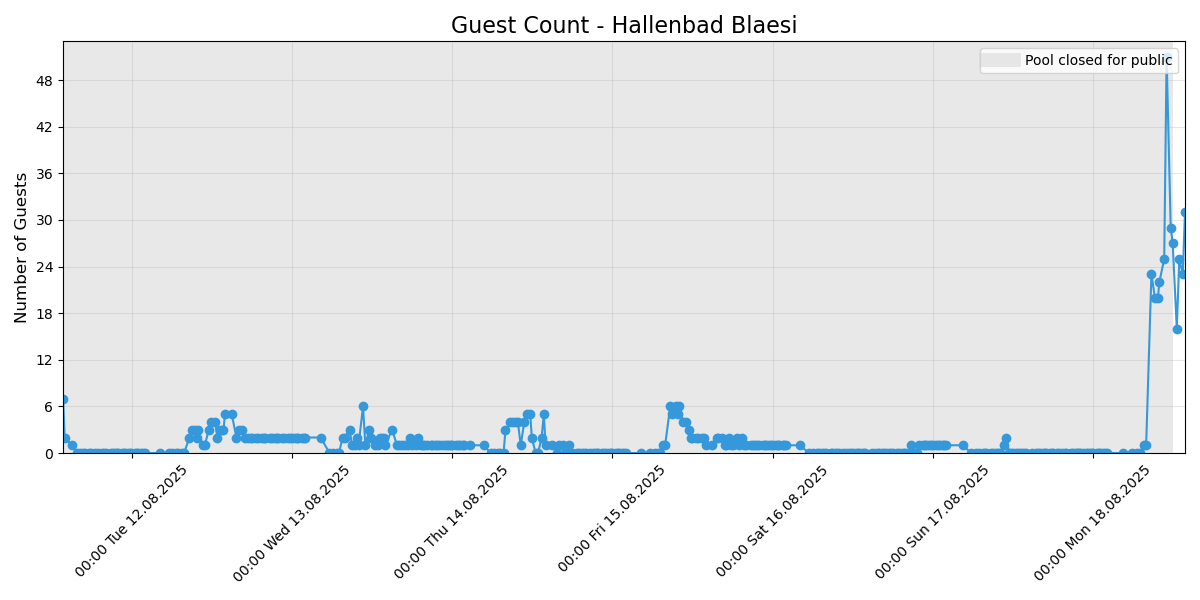 Guest Count - Hallenbad Blaesi
Pool closed for public
Number of Guests
48
42
36
30
24
18
12
6
0
00:00 Tue 12.08.2025
00:00 Wed 13.08.2025
00:00 Thu 14.08.2025
00:00 Fri 15.08.2025
00:00 Sat 16.08.2025
00:00 Sun 17.08.2025
00:00 Mon 18.08.2025